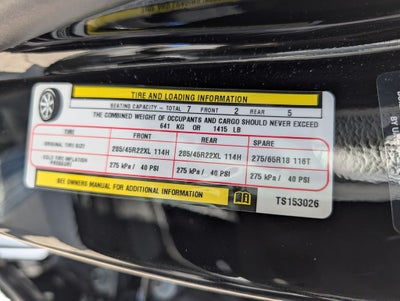 TIRE AND LOADING INFORMATION
SEATING CAPACITY - TOTAL 7 FRONT 2 REAR 5
THE COMBINED WEIGHT OF OCCUPANTS AND CARGO SHOULD NEVER EXCEED
641 KG OR 1415 LB
TIRE FRONT REAR SPARE
ORIGINAL TIRE SIZE 285/45R22XL 114H 285/45R22XL 114H 275/65R18 116T
COLD TIRE INFLATION PRESSURE 275 kPa / 40 PSI 275 kPa / 40 PSI 275 kPa / 40 PSI
SEE OWNERS MANUAL FOR ADDITIONAL INFORMATION
TS153026